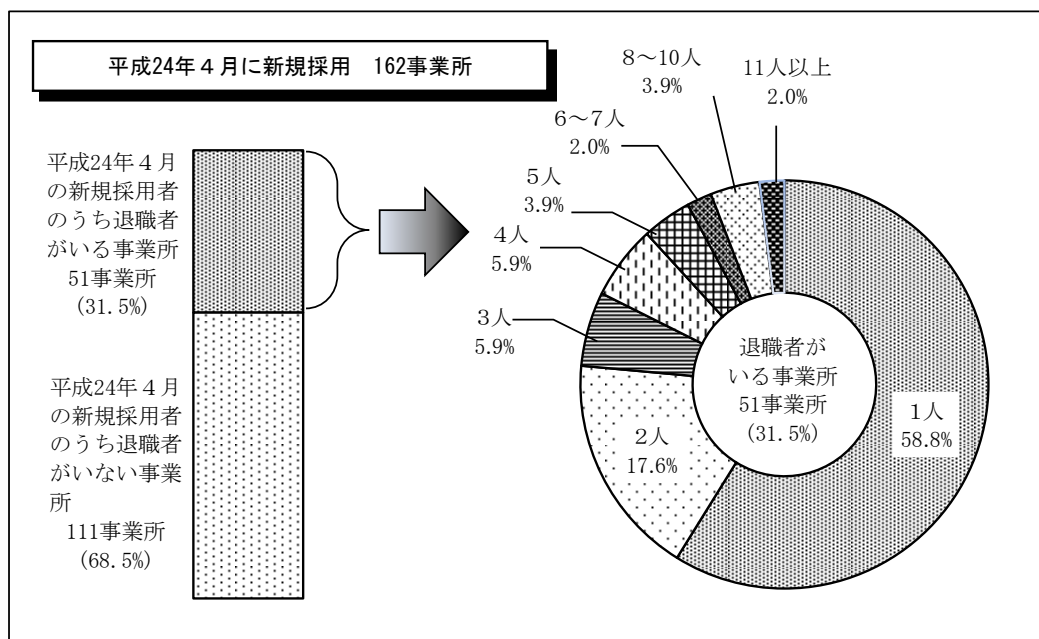 平成24年４月に新規採用　162事業所
平成24年４月
の新規採用者
のうち退職者
がいる事業所
51事業所
(31.5%)
平成24年４月
の新規採用者
のうち退職者
がいない事業
所
111事業所
(68.5%)
8～10人
3.9%
11人以上
2.0%
６～７人
2.0%
５人
3.9%
４人
5.9%
３人
5.9%
２人
17.6%
退職者が
いる事業所
51事業所
(31.5%)
１人
58.8%